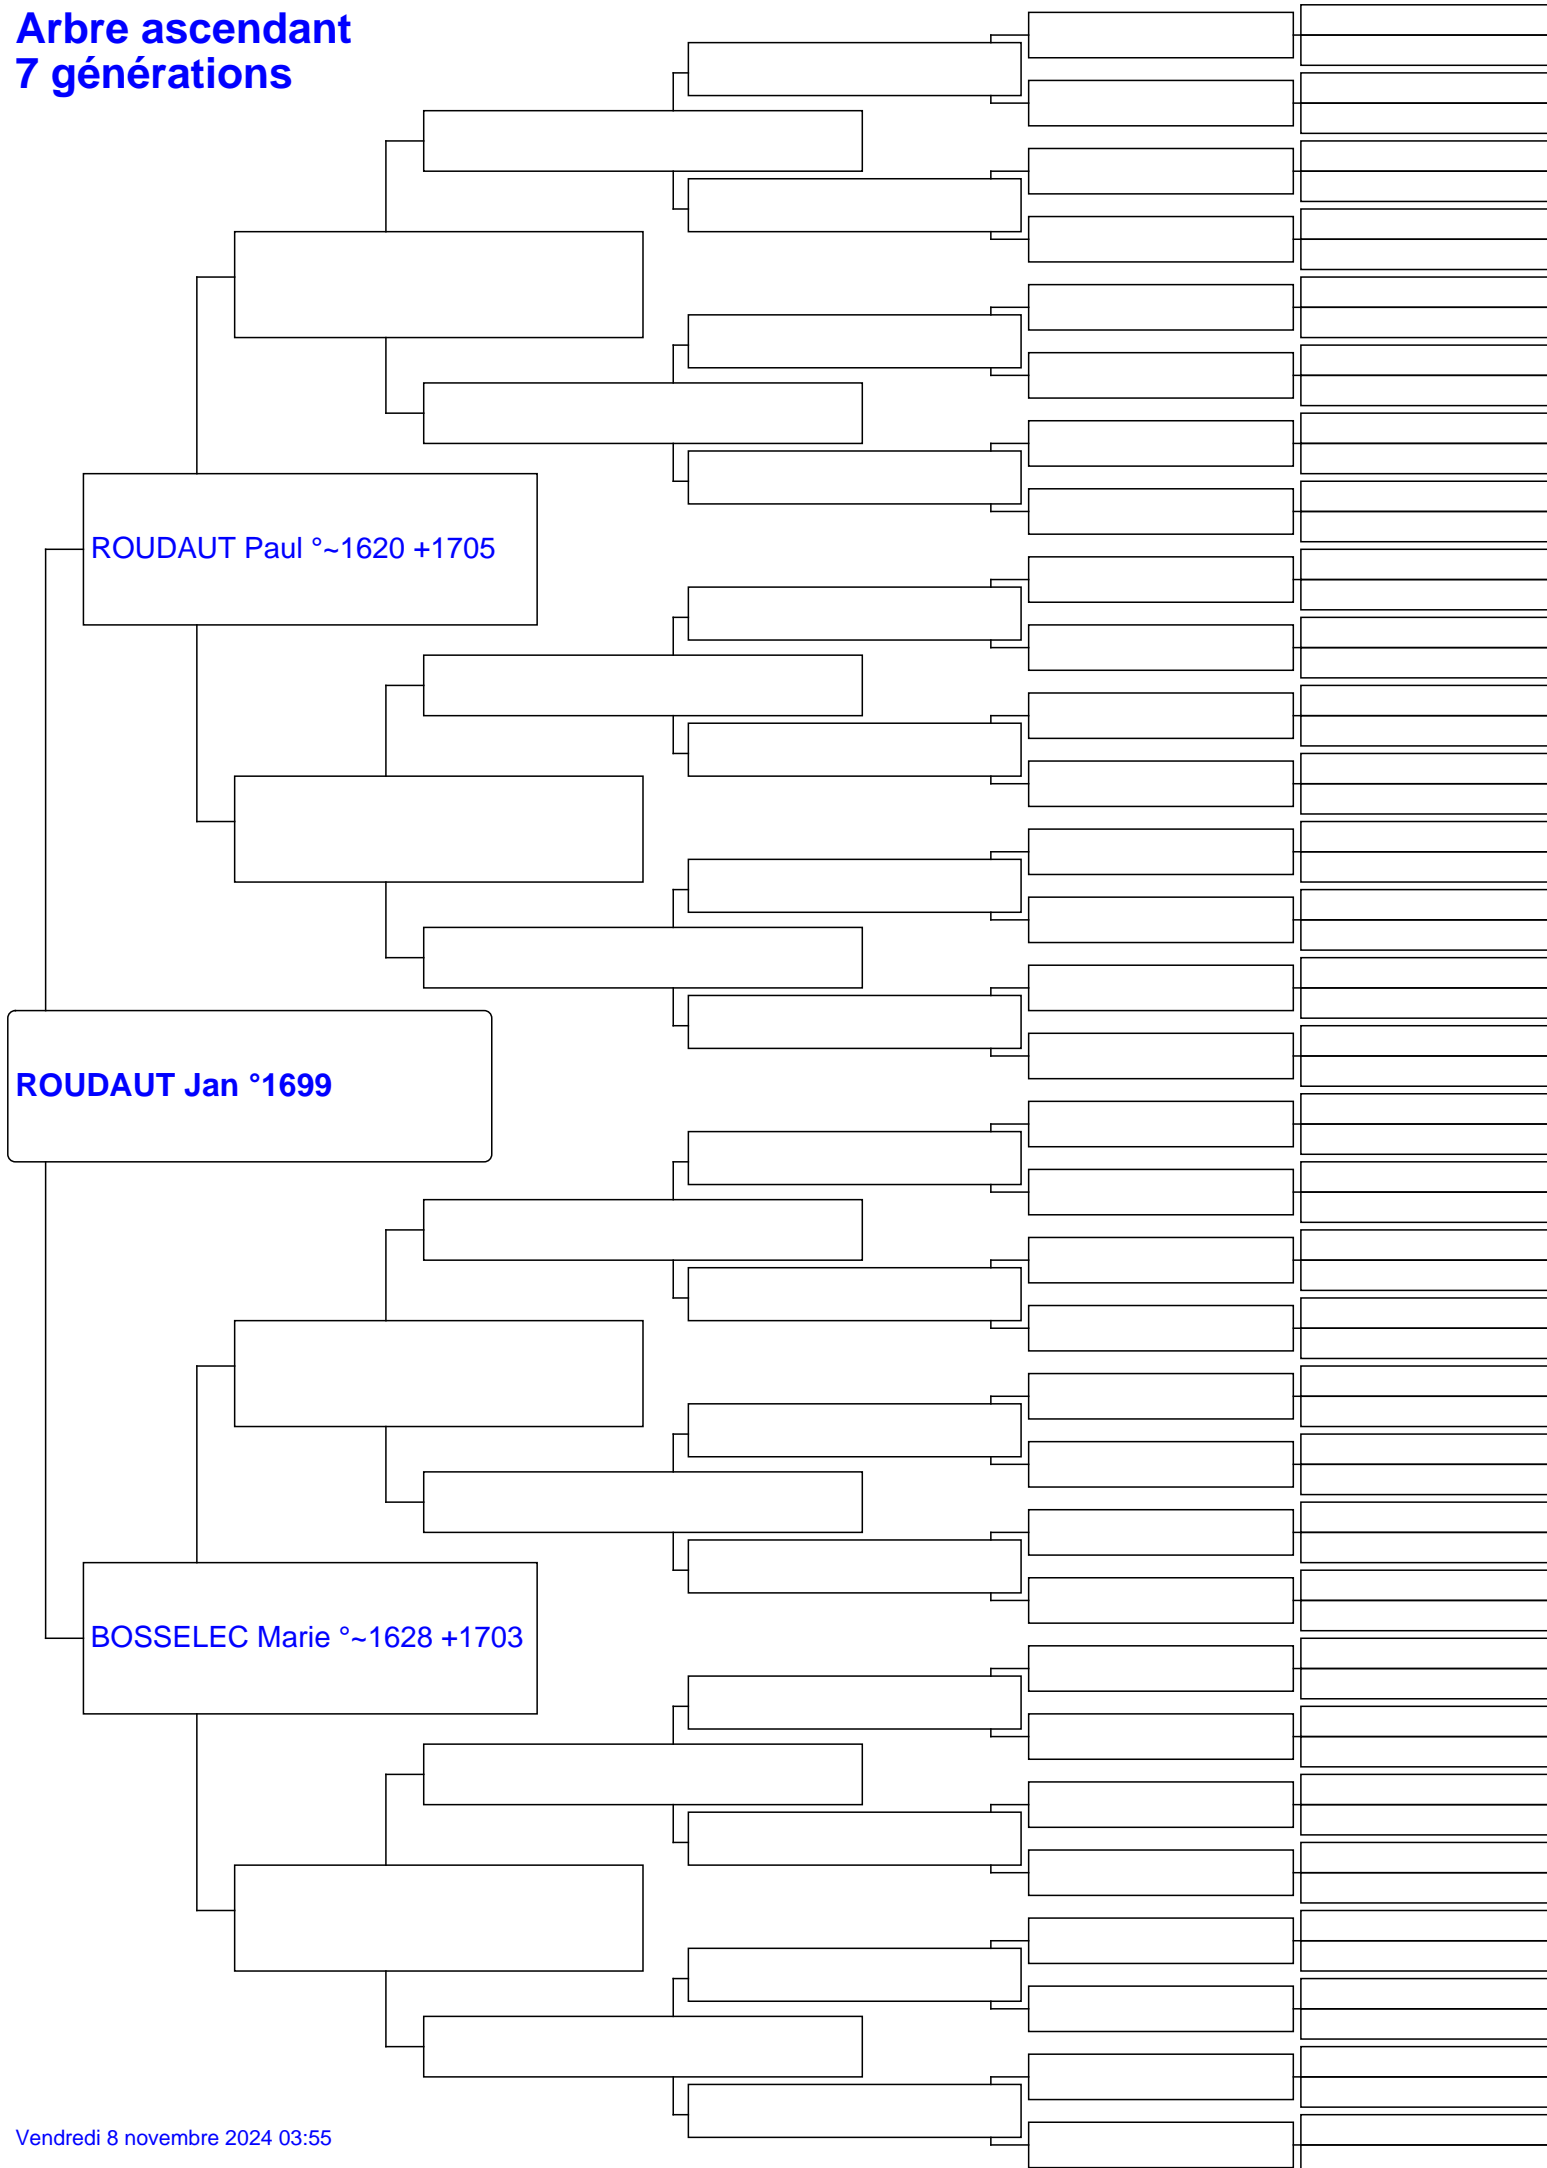 Arbre ascendant
7 générations
ROUDAUT Paul °~1620 +1705
ROUDAUT Jan °1699
BOSSELEC Marie °~1628 +1703
Vendredi 8 novembre 2024 03:55